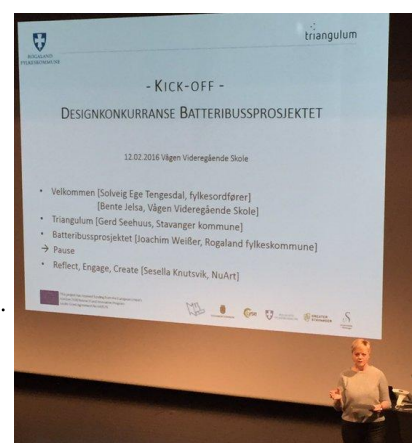 ROGALAND
FYLKESKOMMUNE
triangulum
- KICK-OFF -
DESIGNKONKURRANSE BATTERIBUSSPROSJEKTET
12.02.2016 Vågen Videregående Skole
• Velkommen [Solveig Ege Tengesdal, fylkesordfører]
[Bente Jelsa, Vågen Videregående Skole]
• Triangulum [Gerd Seehuus, Stavanger kommune]
• Batteribussprosjektet [Joachim Weißer, Rogaland fylkeskommune]
→ Pause
• Reflect, Engage, Create [Sesella Knutsvik, NuArt]